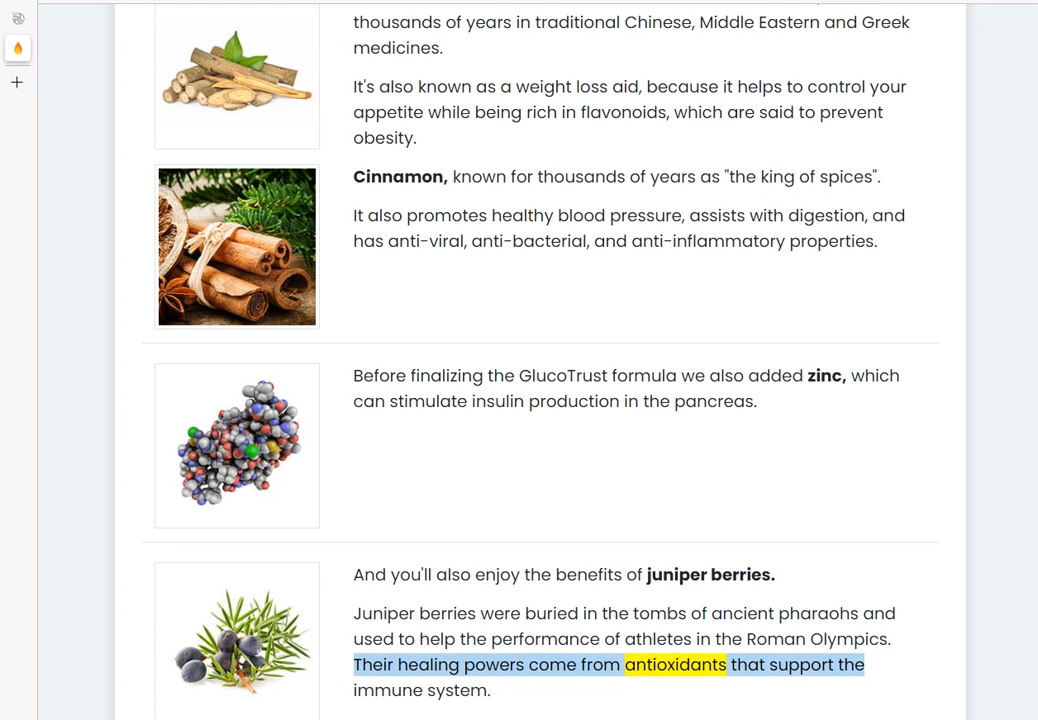 thousands of years in traditional Chinese, Middle Eastern and Greek
medicines.
It's also known as a weight loss aid, because it helps to control your
appetite while being rich in flavonoids, which are said to prevent
obesity.
Cinnamon, known for thousands of years as "the king of spices".
It also promotes healthy blood pressure, assists with digestion, and
has anti-viral, anti-bacterial, and anti-inflammatory properties.
Before finalizing the GlucoTrust formula we also added zinc, which
can stimulate insulin production in the pancreas.
And you'll also enjoy the benefits of juniper berries.
Juniper berries were buried in the tombs of ancient pharaohs and
used to help the performance of athletes in the Roman Olympics.
Their healing powers come from antioxidants that support the
immune system.